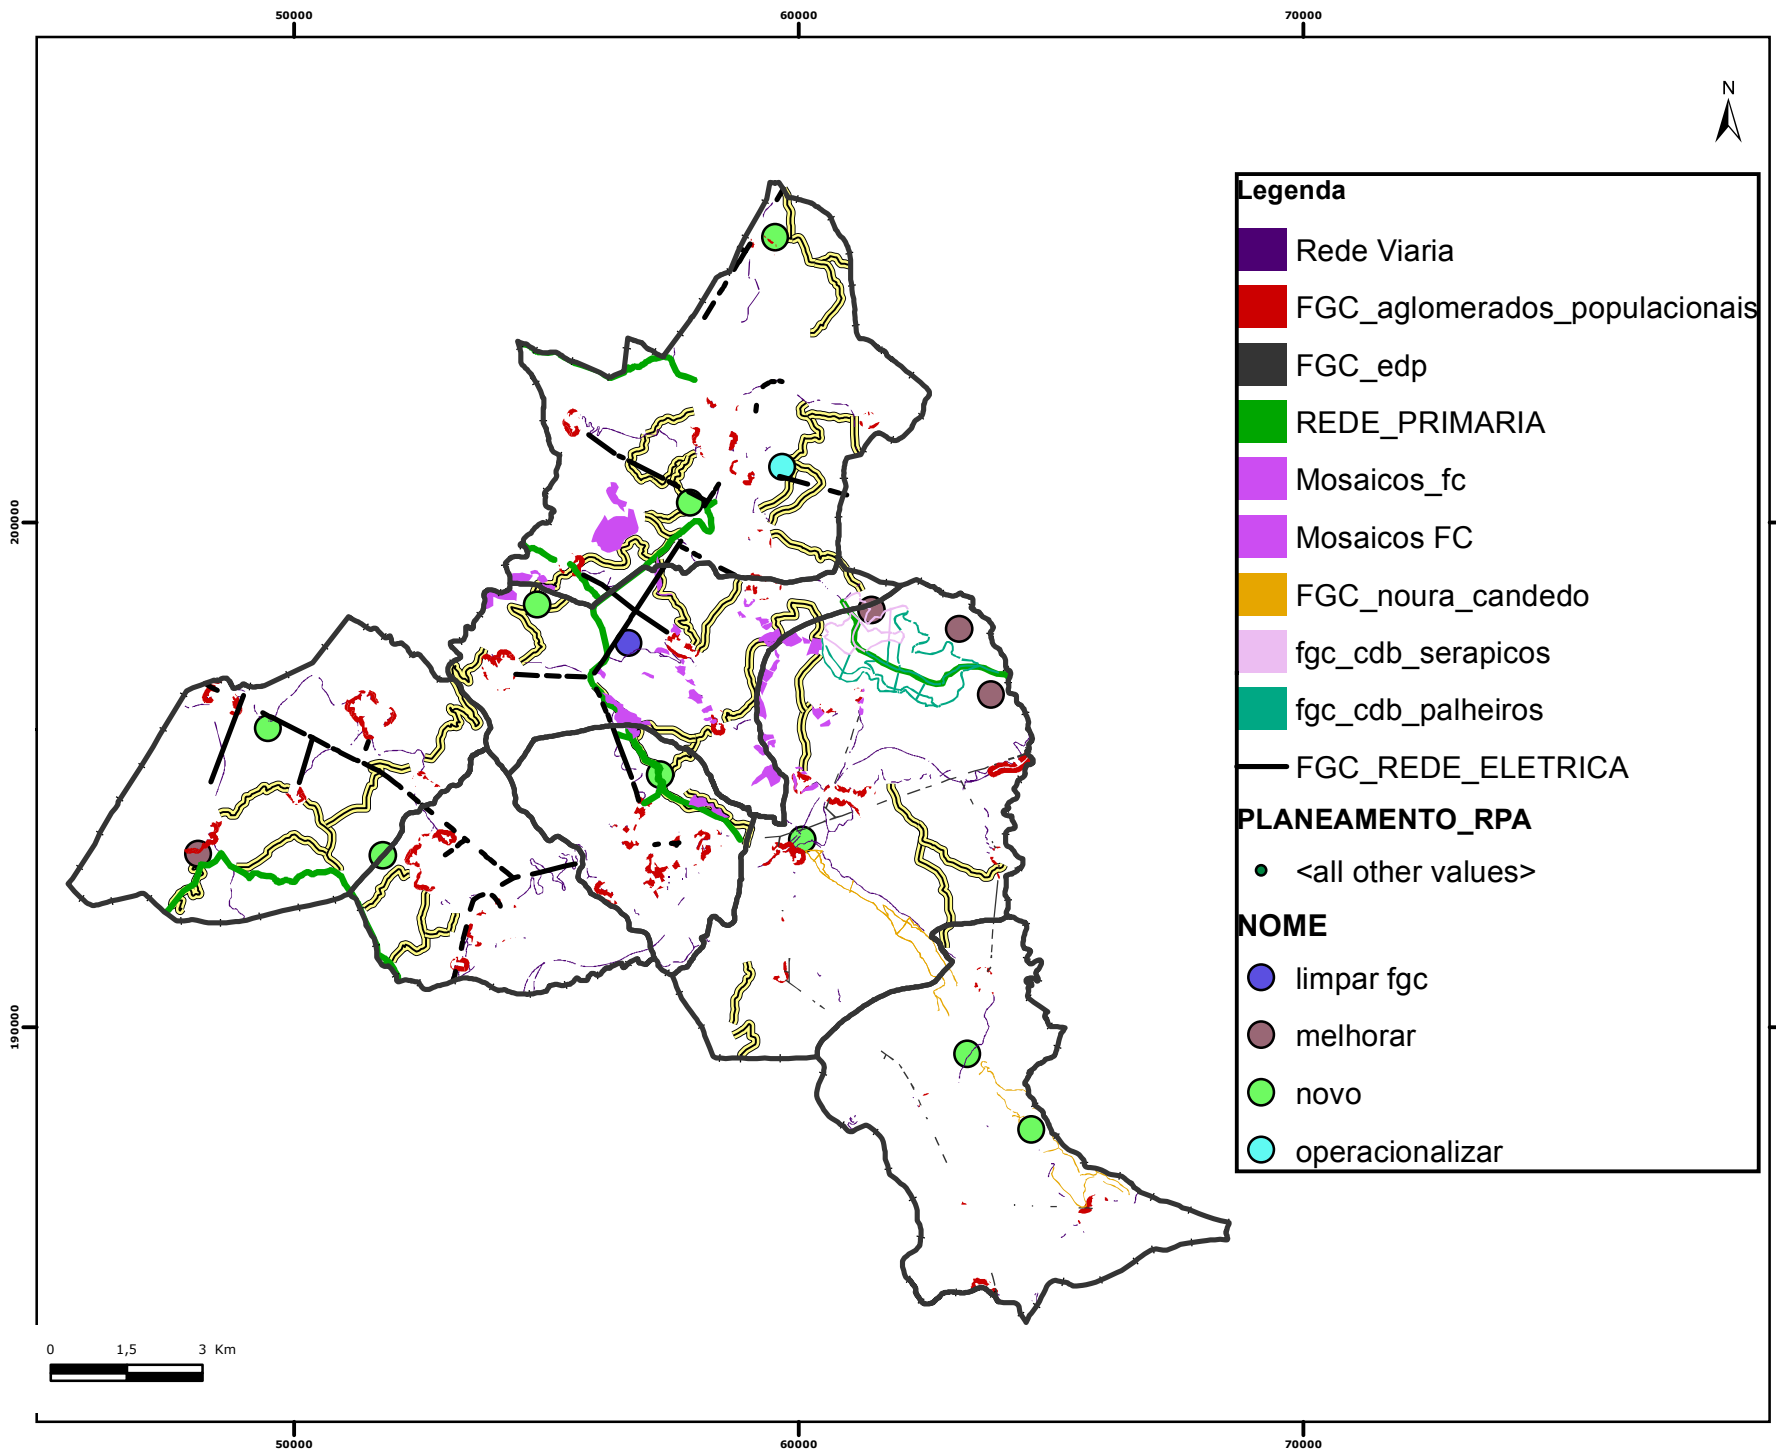 50000 60000 70000
N
Legenda
Rede Viaria
FGC_aglomerados_populacionais
FGC_edp
REDE_PRIMARIA
Mosaicos_fc
Mosaicos FC
FGC_noura_candedo
fgc_cdb_serapicos
fgc_cdb_palheiros
FGC_REDE_ELETRICA
PLANEAMENTO_RPA
<all other values>
NOME
limpar fgc
melhorar
novo
operacionalizar
200000
190000
0 1,5 3 Km
50000 60000 70000